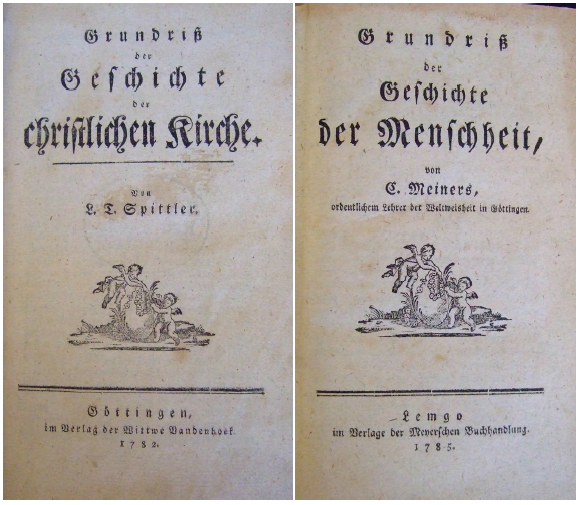 Grundriß
der
Geschichte
der
christlichen Kirche.
Von
L. T. Spittler.
Göttingen,
im Verlag der Wittwe Vandenhoek
1782.
Grundriß
der
Geschichte
der Menschheit,
von
C. Meiners,
ordentlichem Lehrer der Weltweisheit in Göttingen.
Lemgo
im Verlage der Meyerschen Buchhandlung.
1785.